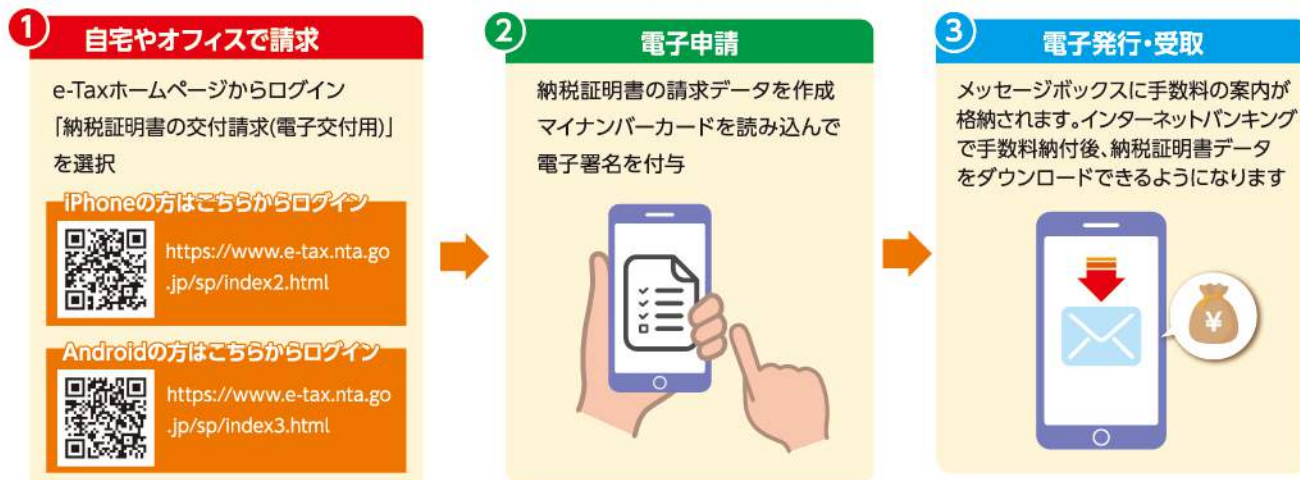 1
自宅やオフィスで請求
e-Taxホームページからログイン
「納税証明書の交付請求(電子交付用)」
を選択
iPhoneの方はこちらからログイン
https://www.e-tax.nta.go
.jp/sp/index2.html
Androidの方はこちらからログイン
https://www.e-tax.nta.go
.jp/sp/index3.html
2
電子申請
納税証明書の請求データを作成
マイナンバーカードを読み込んで
電子署名を付与
3
電子発行・受取
メッセージボックスに手数料の案内が
格納されます。インターネットバンキング
で手数料納付後、納税証明書データ
をダウンロードできるようになります
¥